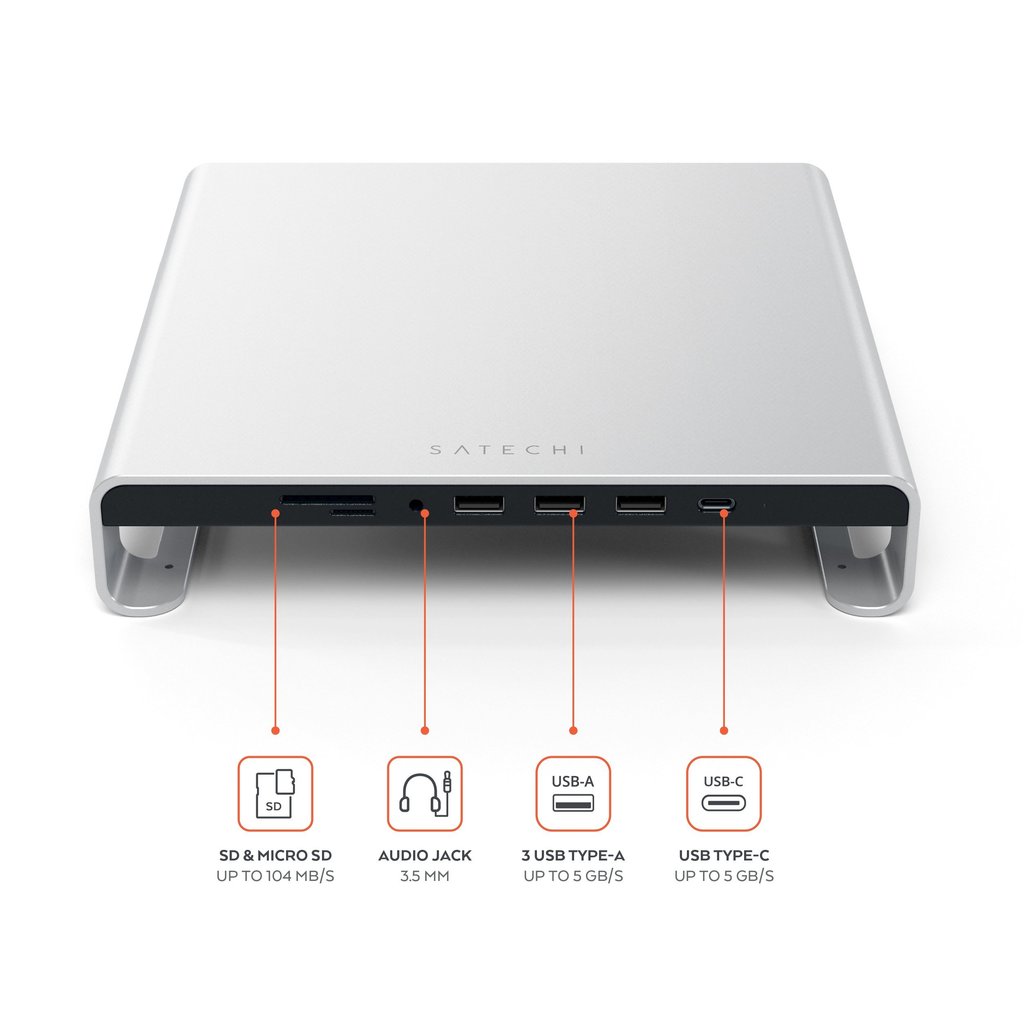 SATECHI
SD
USB-A
USB-C
SD & MICRO SD
UP TO 104 MB/S
AUDIO JACK
3.5 MM
3 USB TYPE-A
UP TO 5 GB/S
USB TYPE-C
UP TO 5 GB/S